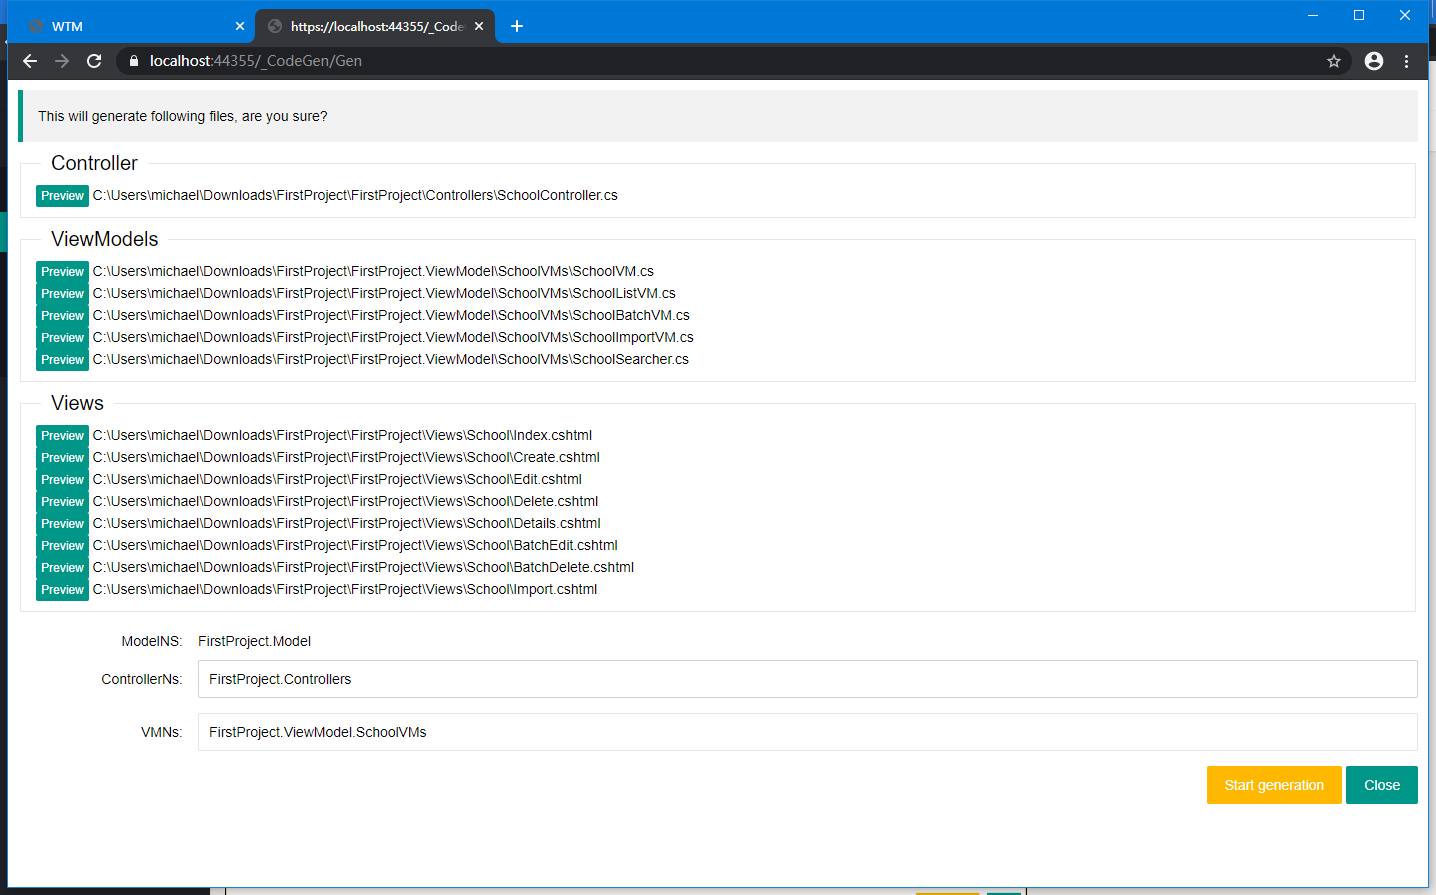 WTM
https://localhost:44355/_Code
localhost:44355/_CodeGen/Gen
This will generate following files, are you sure?
Controller
Preview C:\Users\michael\Downloads\FirstProject\FirstProject\Controllers\SchoolController.cs
ViewModels
Preview C:\Users\michael\Downloads\FirstProject\FirstProject.ViewModel\SchoolVMs\SchoolVM.cs
Preview C:\Users\michael\Downloads\FirstProject\FirstProject.ViewModel\SchoolVMs\SchoolListVM.cs
Preview C:\Users\michael\Downloads\FirstProject\FirstProject.ViewModel\SchoolVMs\SchoolBatchVM.cs
Preview C:\Users\michael\Downloads\FirstProject\FirstProject.ViewModel\SchoolVMs\SchoolImportVM.cs
Preview C:\Users\michael\Downloads\FirstProject\FirstProject.ViewModel\SchoolVMs\SchoolSearcher.cs
Views
Preview C:\Users\michael\Downloads\FirstProject\FirstProject\Views\School\Index.cshtml
Preview C:\Users\michael\Downloads\FirstProject\FirstProject\Views\School\Create.cshtml
Preview C:\Users\michael\Downloads\FirstProject\FirstProject\Views\School\Edit.cshtml
Preview C:\Users\michael\Downloads\FirstProject\FirstProject\Views\School\Delete.cshtml
Preview C:\Users\michael\Downloads\FirstProject\FirstProject\Views\School\Details.cshtml
Preview C:\Users\michael\Downloads\FirstProject\FirstProject\Views\School\BatchEdit.cshtml
Preview C:\Users\michael\Downloads\FirstProject\FirstProject\Views\School\BatchDelete.cshtml
Preview C:\Users\michael\Downloads\FirstProject\FirstProject\Views\School\Import.cshtml
ModelNS: FirstProject.Model
ControllerNs: FirstProject.Controllers
VMNs: FirstProject.ViewModel.SchoolVMs
Start generation Close